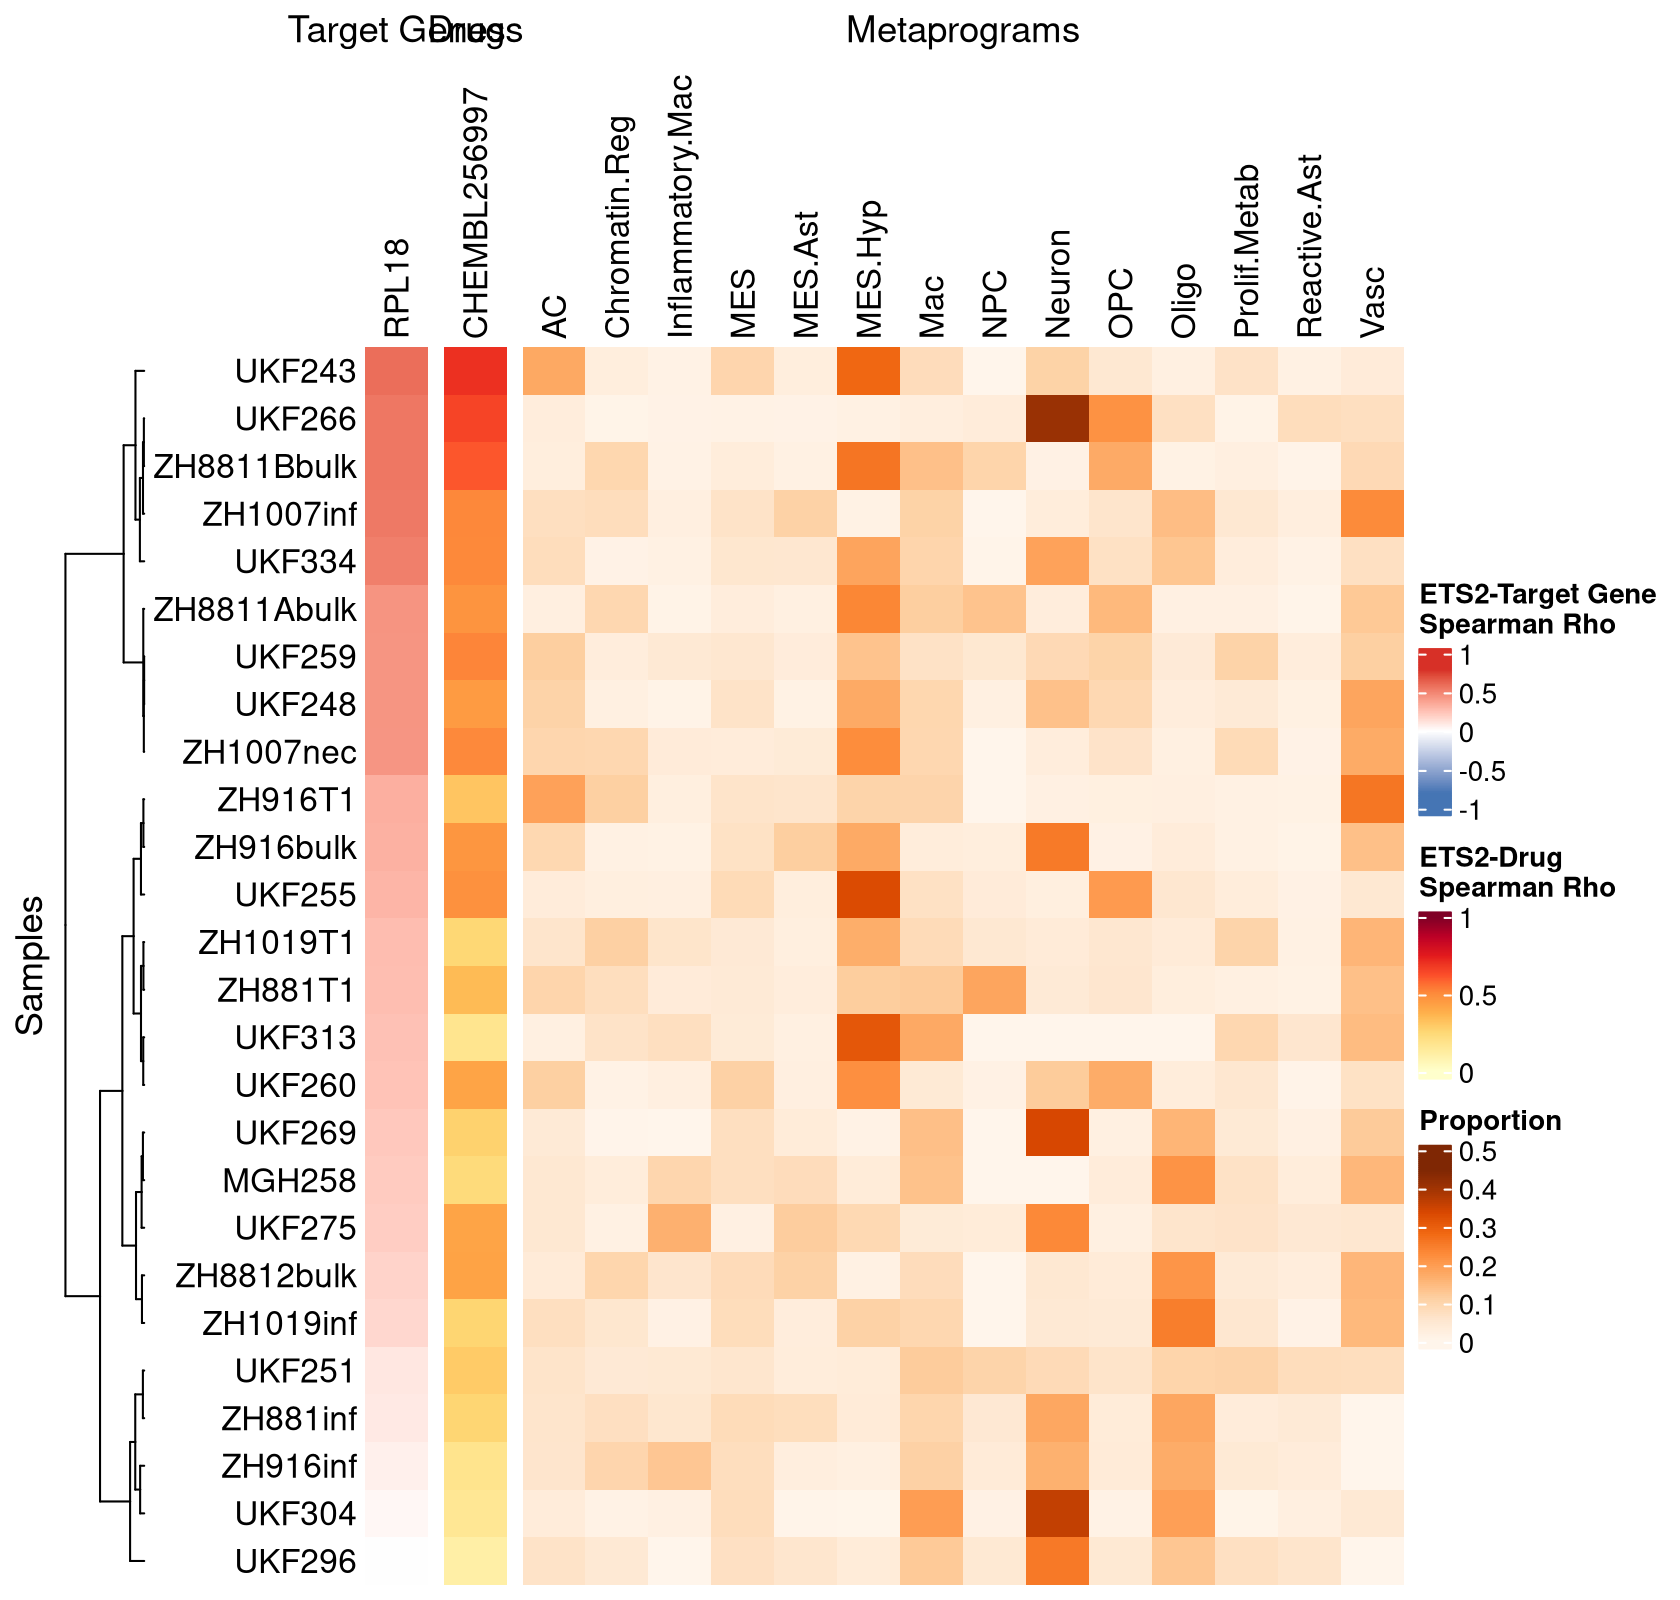 Target Genes
Drugs
Metaprograms
RPL18
CHEMBL256997
AC
Chromatin.Reg
Inflammatory.Mac
MES
MES.Ast
MES.Hyp
Mac
NPC
Neuron
OPC
Oligo
Prolif.Metab
Reactive.Ast
Vasc
Samples
UKF243
UKF266
ZH8811Bbulk
ZH1007inf
UKF334
ZH8811Abulk
UKF259
UKF248
ZH1007nec
ZH916T1
ZH916bulk
UKF255
ZH1019T1
ZH881T1
UKF313
UKF260
UKF269
MGH258
UKF275
ZH8812bulk
ZH1019inf
UKF251
ZH881inf
ZH916inf
UKF304
UKF296
ETS2-Target Gene
Spearman Rho
1
0.5
0
-0.5
-1
ETS2-Drug
Spearman Rho
1
0.5
0
Proportion
0.5
0.4
0.3
0.2
0.1
0